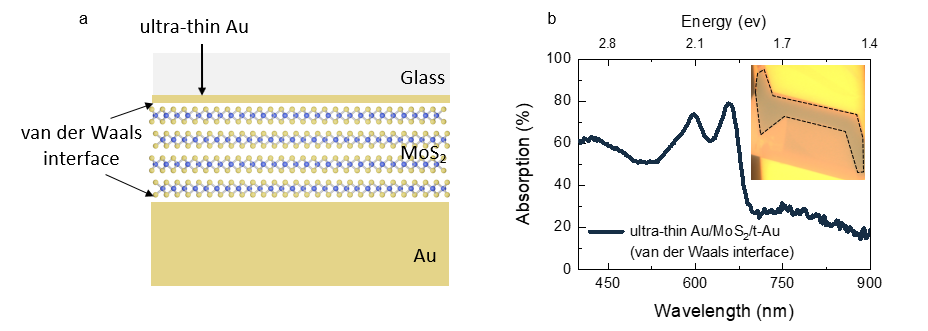 a
ultra-thin Au
Glass
van der Waals
interface
MoS₂
Au
b
Energy (ev)
2.8 2.1 1.7 1.4
Absorption (%)
100
80
60
40
20
0
ultra-thin Au/MoS₂/t-Au
(van der Waals interface)
450 600 750 900
Wavelength (nm)